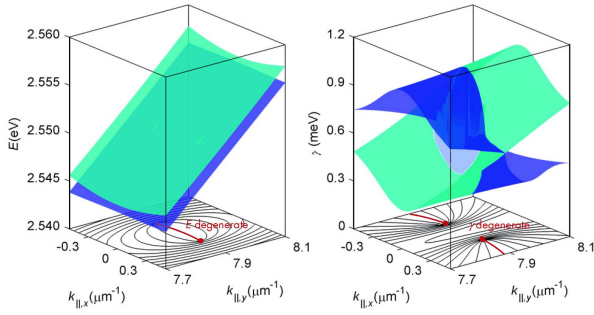 2.560
2.555
2.550
2.545
2.540
E(eV)
-0.3
0
0.3
k||,x(μm-1)
7.7
7.9
8.1
k||,y(μm-1)
E degenerate
1.2
0.9
0.6
0.3
0
γ (meV)
-0.3
0
0.3
k||,x(μm-1)
7.7
7.9
8.1
k||,y(μm-1)
γ degenerate